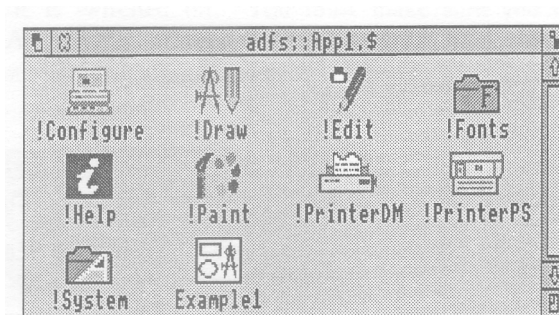 adfs::App1.$
!Configure !Draw !Edit !Fonts
!Help !Paint !PrinterDM !PrinterPS
!System Example1